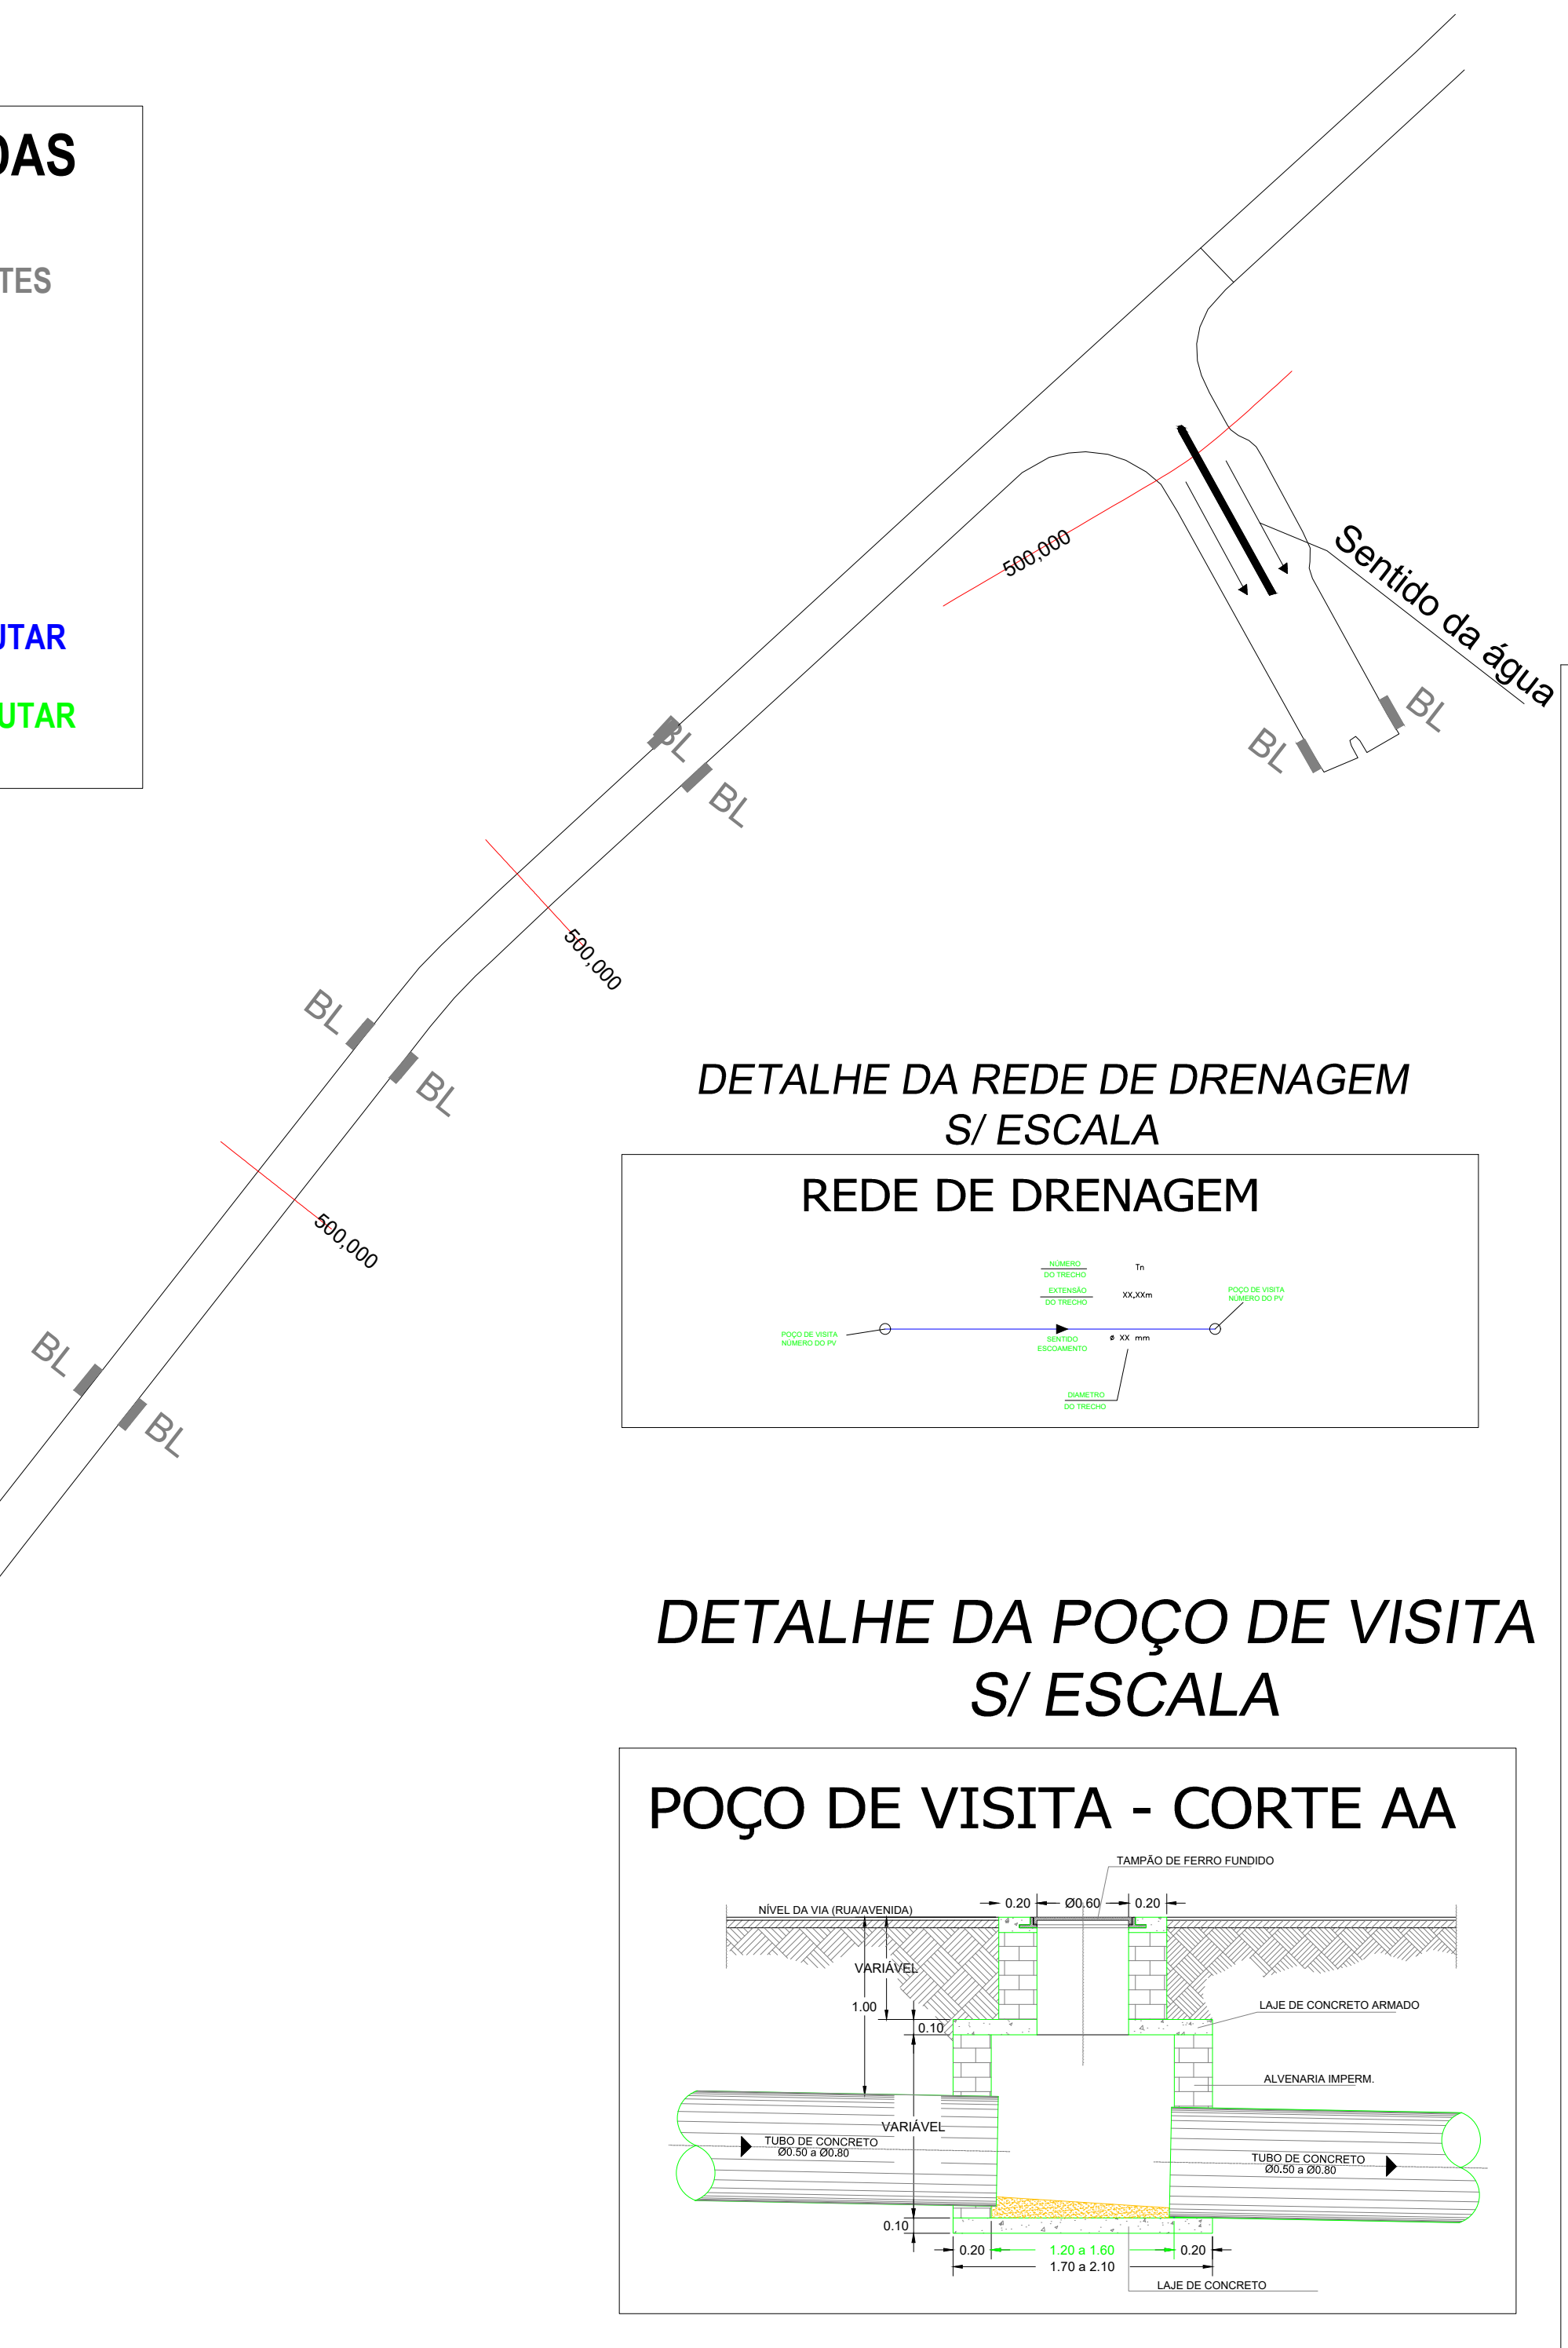 DAS
TES
UTAR
UTAR
500,000
Sentido da água
BL
BL
BL
BL
500,000
BL
BL
500,000
BL
BL
DETALHE DA REDE DE DRENAGEM
S/ ESCALA
REDE DE DRENAGEM
NÚMERO
DO TRECHO
Tn
EXTENSÃO
DO TRECHO
XX,XXm
POÇO DE VISITA
NÚMERO DO PV
POÇO DE VISITA
NÚMERO DO PV
SENTIDO
ESCOAMENTO
ø XX mm
DIAMETRO
DO TRECHO
DETALHE DA POÇO DE VISITA
S/ ESCALA
POÇO DE VISITA - CORTE AA
TAMPÃO DE FERRO FUNDIDO
0.20
Ø0.60
0.20
NÍVEL DA VIA (RUA/AVENIDA)
VARIÁVEL
1.00
0.10
LAJE DE CONCRETO ARMADO
ALVENARIA IMPERM.
VARIÁVEL
TUBO DE CONCRETO
Ø0.50 a Ø0.80
TUBO DE CONCRETO
Ø0.50 a Ø0.80
0.10
0.20
1.20 a 1.60
0.20
1.70 a 2.10
LAJE DE CONCRETO